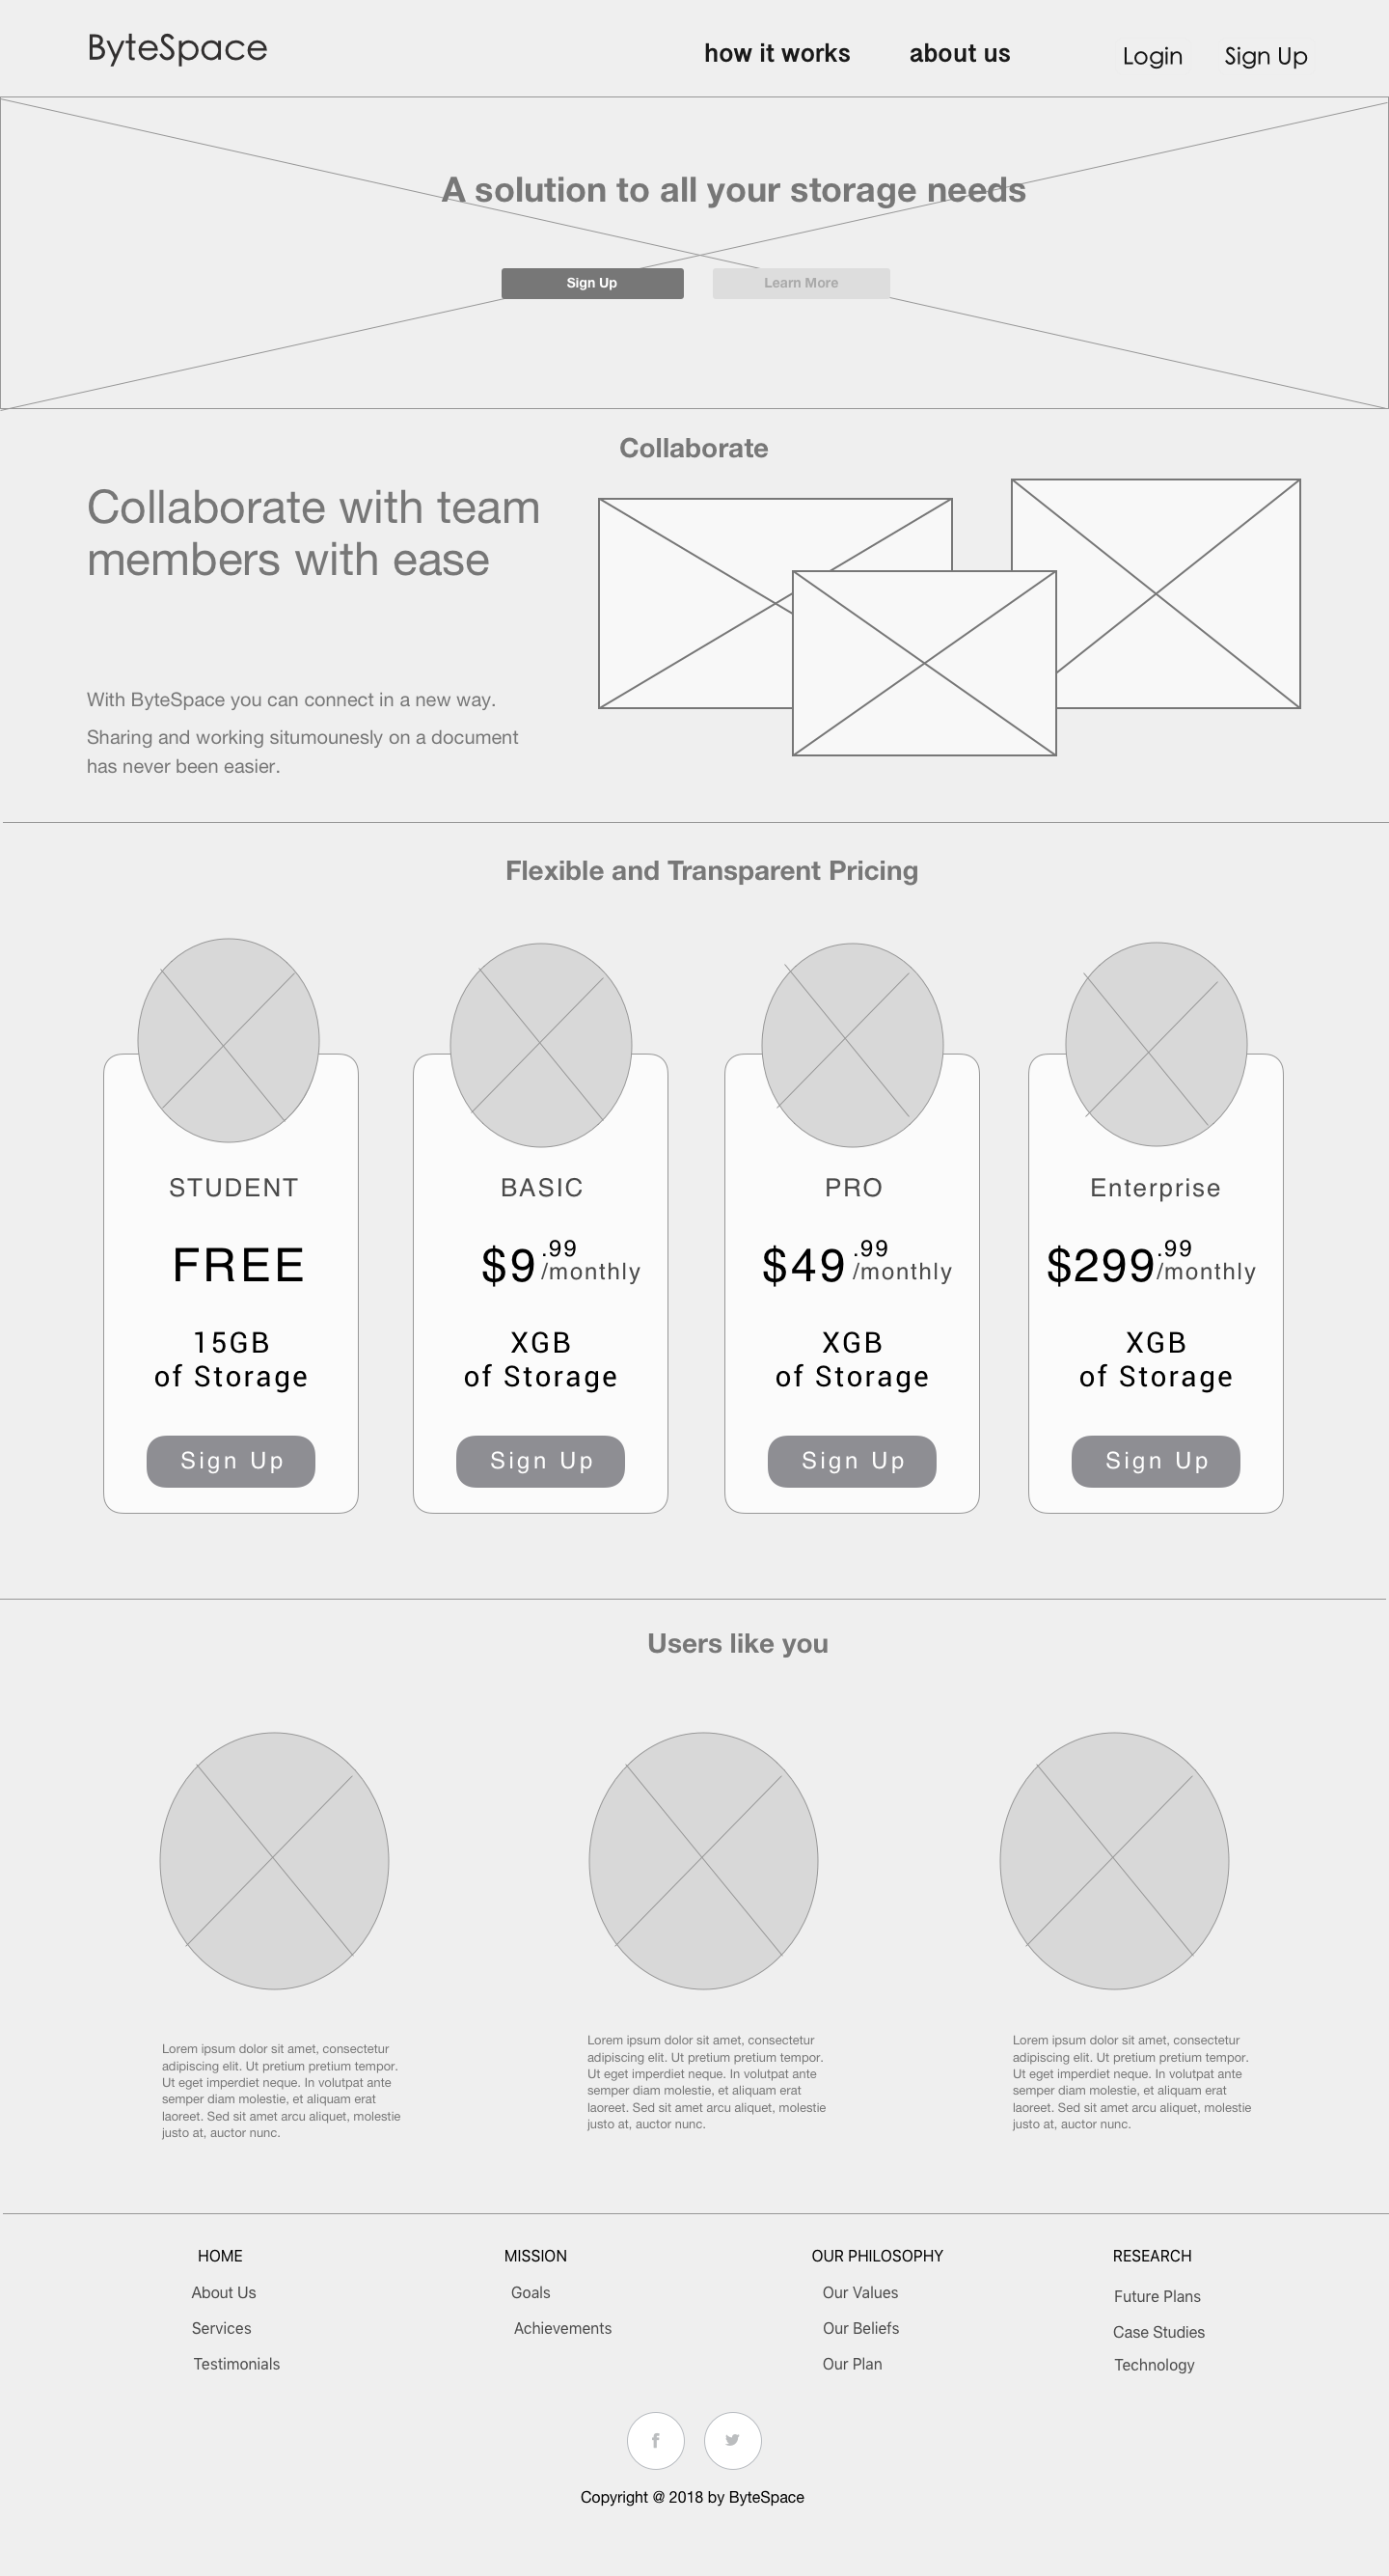 ByteSpace
how it works about us Login Sign Up
A solution to all your storage needs
Sign Up Learn More
Collaborate
Collaborate with team
members with ease
With ByteSpace you can connect in a new way.
Sharing and working situmounesly on a document
has never been easier.
Flexible and Transparent Pricing
STUDENT
FREE
15GB
of Storage
Sign Up
BASIC
$9.99
/monthly
XGB
of Storage
Sign Up
PRO
$49.99
/monthly
XGB
of Storage
Sign Up
Enterprise
$299.99
/monthly
XGB
of Storage
Sign Up
Users like you
Lorem ipsum dolor sit amet, consectetur
adipiscing elit. Ut pretium pretium tempor.
Ut eget imperdiet neque. In volutpat ante
semper diam molestie, et aliquam erat
laoreet. Sed sit amet arcu aliquet, molestie
justo at, auctor nunc.
Lorem ipsum dolor sit amet, consectetur
adipiscing elit. Ut pretium pretium tempor.
Ut eget imperdiet neque. In volutpat ante
semper diam molestie, et aliquam erat
laoreet. Sed sit amet arcu aliquet, molestie
justo at, auctor nunc.
Lorem ipsum dolor sit amet, consectetur
adipiscing elit. Ut pretium pretium tempor.
Ut eget imperdiet neque. In volutpat ante
semper diam molestie, et aliquam erat
laoreet. Sed sit amet arcu aliquet, molestie
justo at, auctor nunc.
HOME
About Us
Services
Testimonials
MISSION
Goals
Achievements
OUR PHILOSOPHY
Our Values
Our Beliefs
Our Plan
RESEARCH
Future Plans
Case Studies
Technology
Copyright @ 2018 by ByteSpace